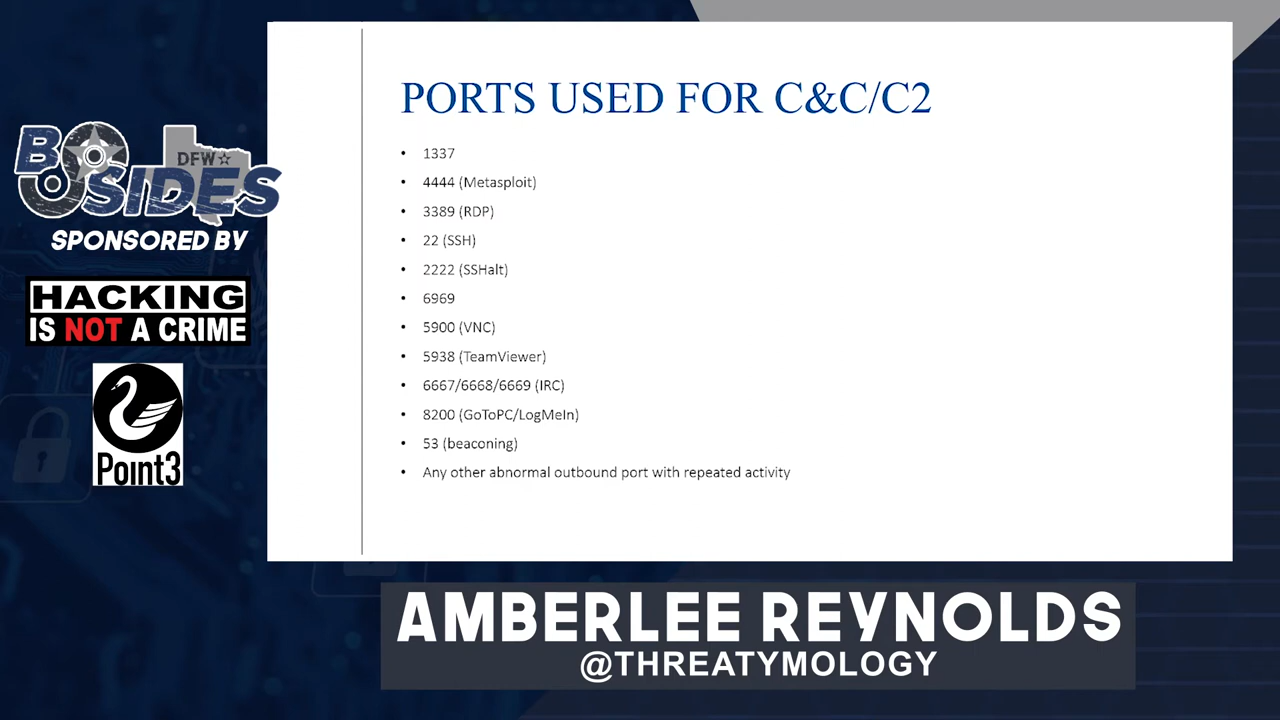 PORTS USED FOR C&C/C2
• 1337
• 4444 (Metasploit)
• 3389 (RDP)
• 22 (SSH)
• 2222 (SSHalt)
• 6969
• 5900 (VNC)
• 5938 (TeamViewer)
• 6667/6668/6669 (IRC)
• 8200 (GoToPC/LogMeIn)
• 53 (beaconing)
• Any other abnormal outbound port with repeated activity
B
DFW
SIDES
SPONSORED BY
HACKING
IS NOT A CRIME
Point3
AMBERLEE REYNOLDS
@THREATYMOLOGY